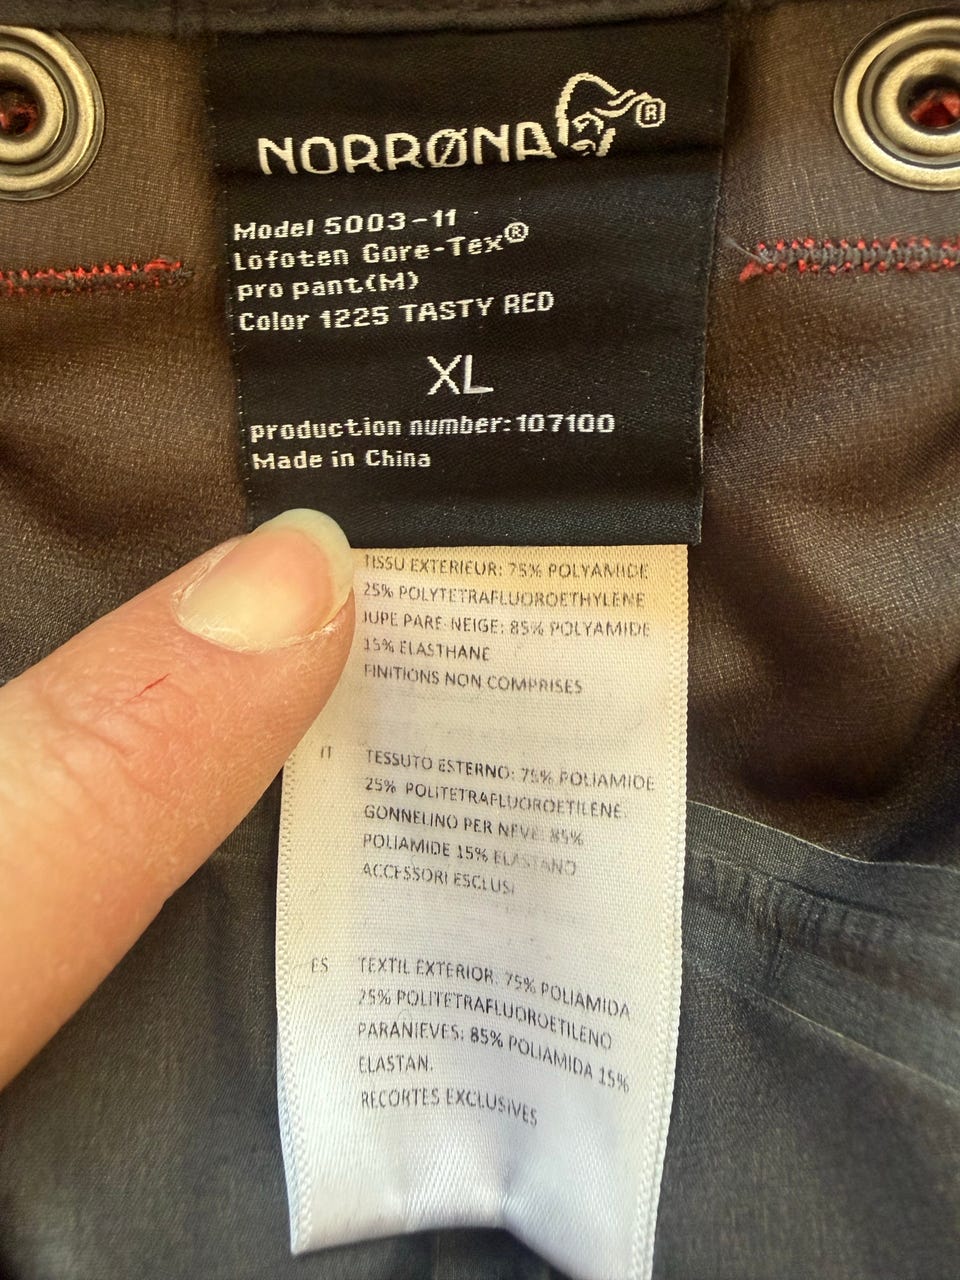 NORRØNA®
Model 5003-11
Lofoten Gore-Tex®
pro pant(M)
Color 1225 TASTY RED
XL
production number:107100
Made in China
TISSU EXTERIEUR: 75% POLYAMIDE
25% POLYTETRAFLUOROETHYLENE
JUPE PARE-NEIGE: 85% POLYAMIDE
15% ELASTHANE
FINITIONS NON COMPRISES
IT TESSUTO ESTERNO: 75% POLIAMIDE
25% POLITETRAFLUOROETILENE
GONNELINO PER NEVE 85%
POLIAMIDE 15% ELASTANO
ACCESSORI ESCLUSI
ES TEXTIL EXTERIOR: 75% POLIAMIDA
25% POLITETRAFLUOROETILENO
PARANIEVES: 85% POLIAMIDA 15%
ELASTAN.
RECORTES EXCLUSIVES